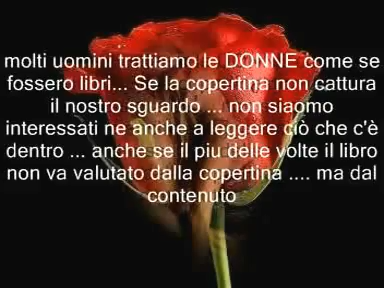 molti uomini trattiamo le DONNE come se
fossero libri... Se la copertina non cattura
il nostro sguardo ... non siaomo
interessati ne anche a leggere ciò che c'è
dentro ... anche se il piu delle volte il libro
non va valutato dalla copertina .... ma dal
contenuto